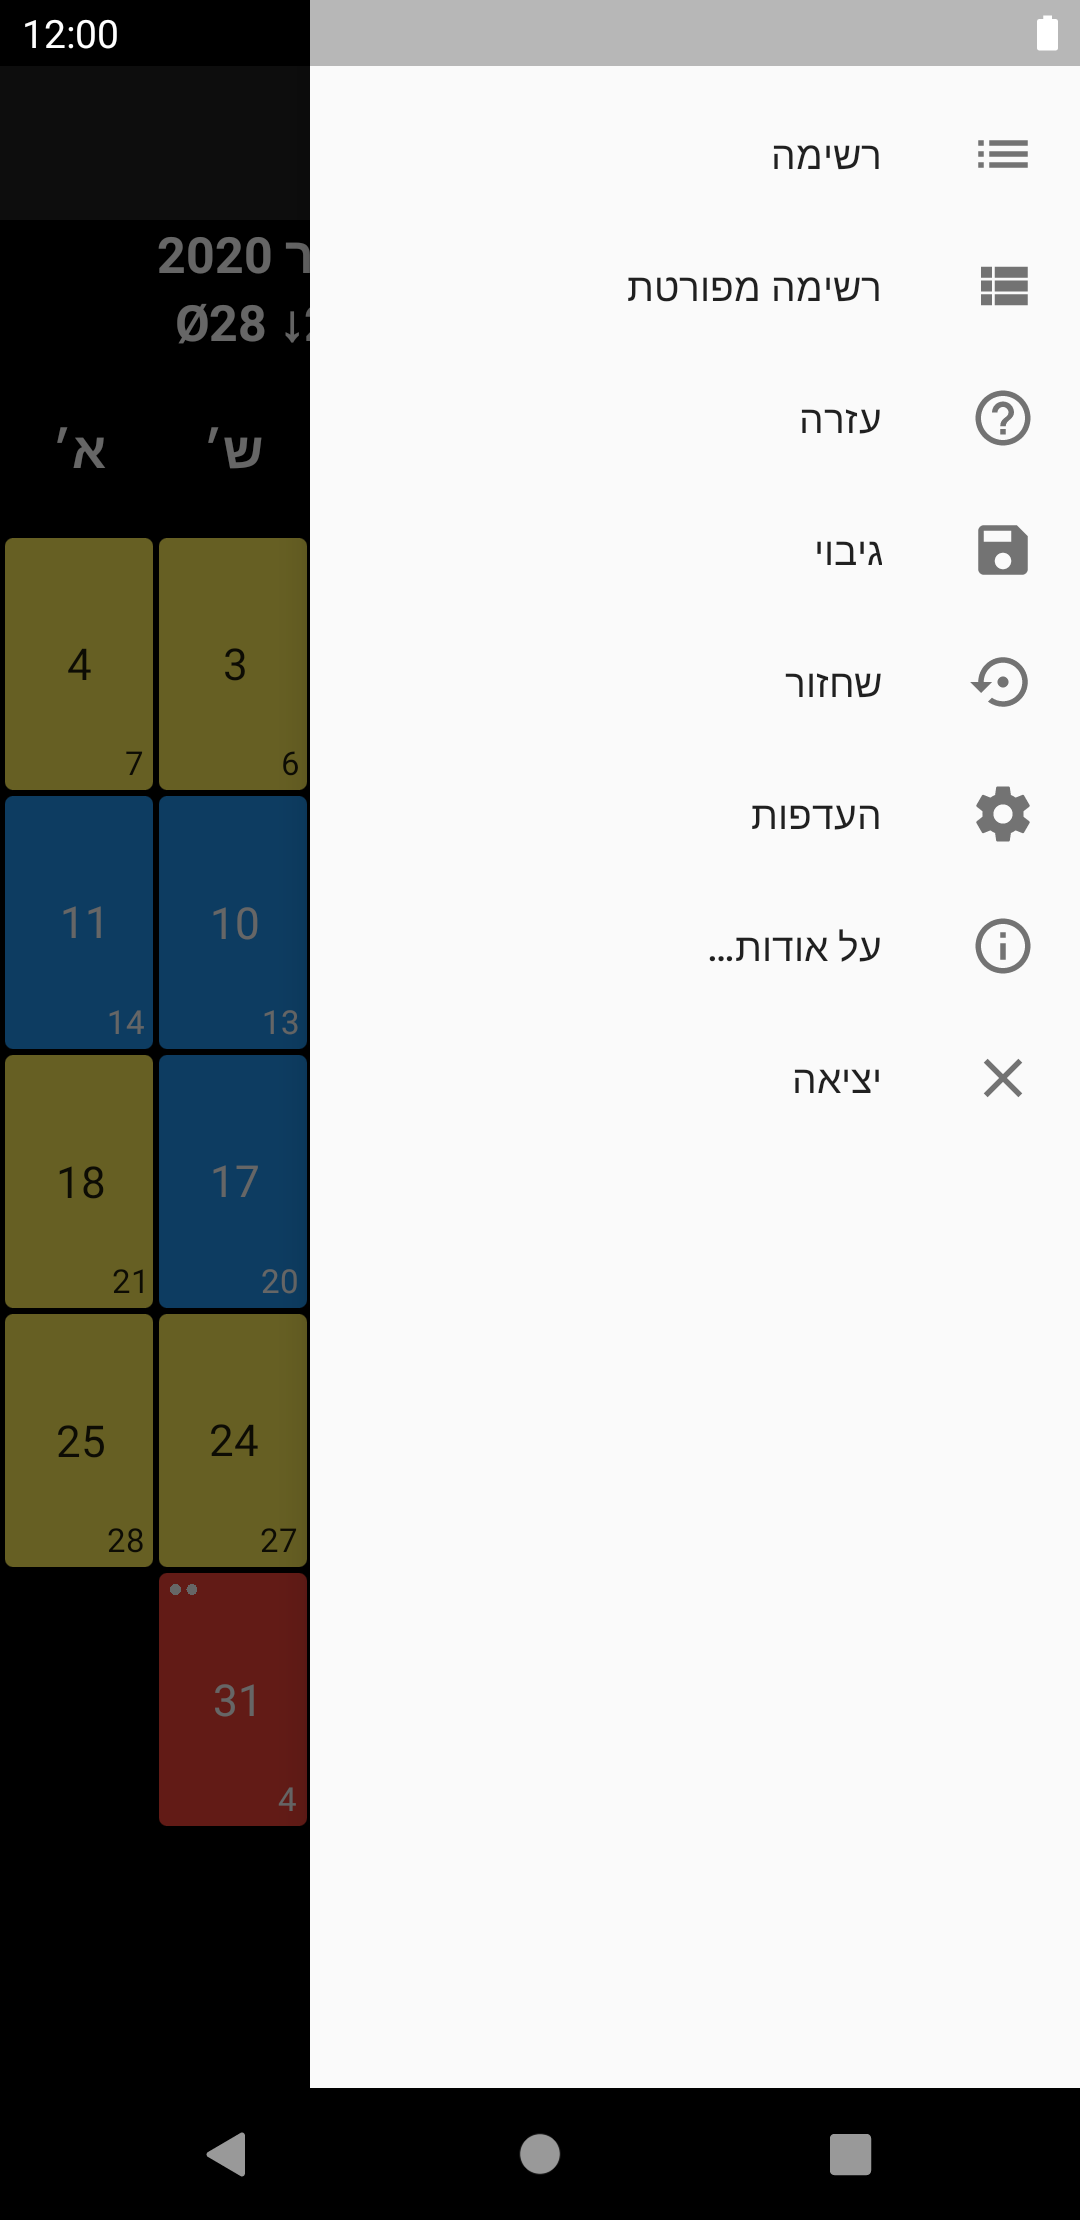 12:00
רשימה
רשימה מפורטת
עזרה
גיבוי
שחזור
העדפות
על אודות...
יציאה
2020
↓ Ø28
ש׳ א׳
3 4
6 7
10 11
13 14
17 18
20 21
24 25
27 28
31
4